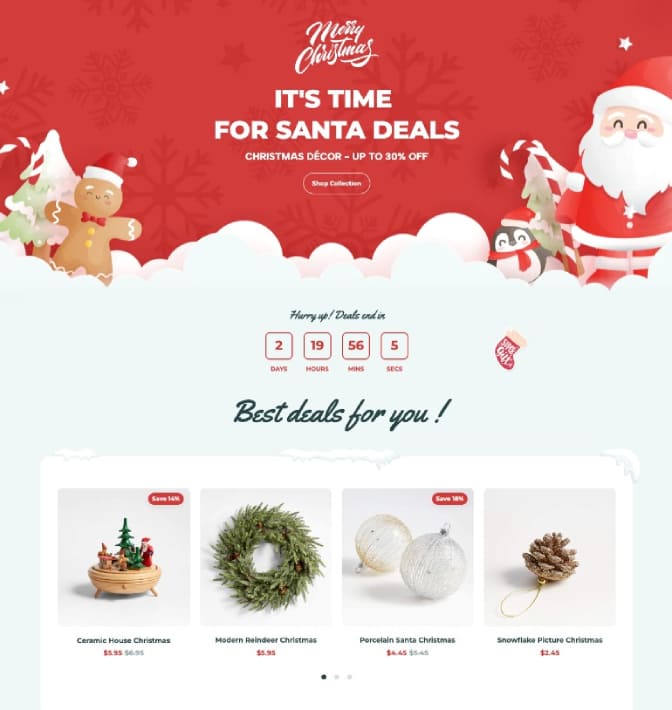 Merry
Christmas
IT'S TIME
FOR SANTA DEALS
CHRISTMAS DÉCOR – UP TO 30% OFF
Shop Collection
Hurry up! Deals end in
2 19 56 5
DAYS HOURS MINS SECS
Best deals for you !
Save 14% Save 18%
Ceramic House Christmas Modern Reindeer Christmas Porcelain Santa Christmas Snowflake Picture Christmas
$5.95 $6.95 $5.95 $4.45 $5.45 $2.45